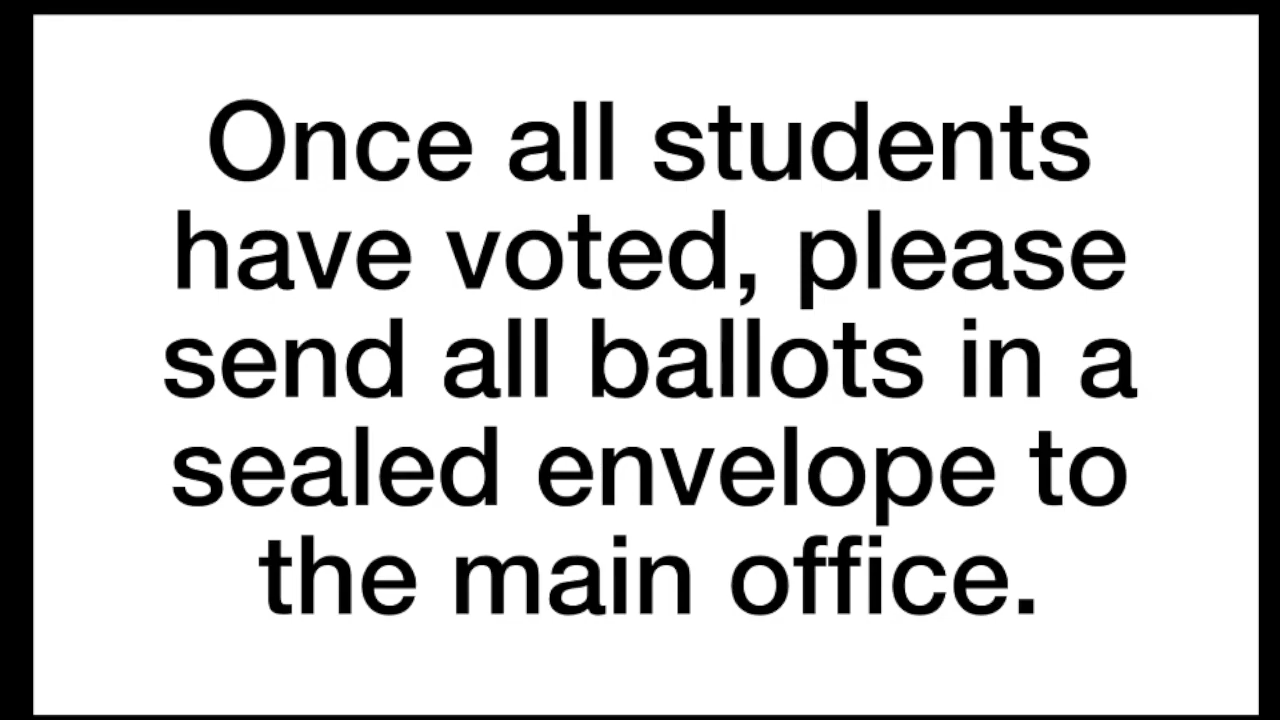 Once all students
have voted, please
send all ballots in a
sealed envelope to
the main office.